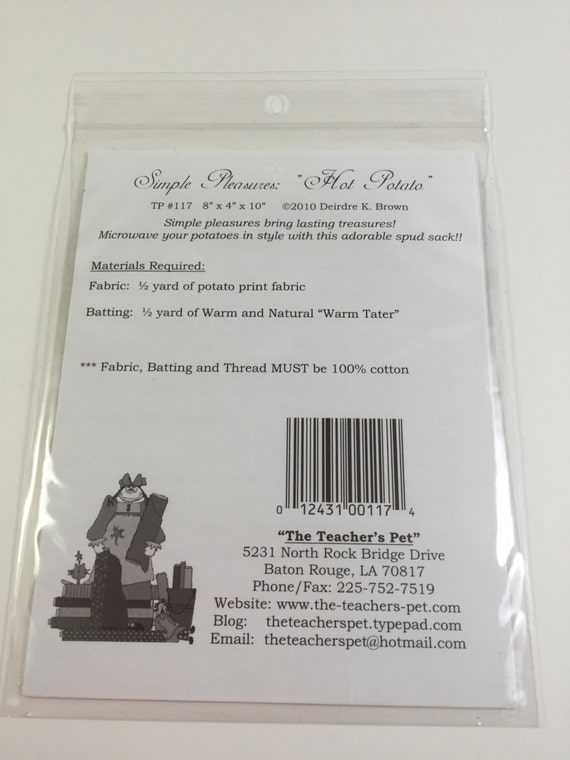 Simple Pleasures: "Hot Potato"
TP #117 8" x 4" x 10" ©2010 Deirdre K. Brown
Simple pleasures bring lasting treasures!
Microwave your potatoes in style with this adorable spud sack!!
Materials Required:
Fabric: ½ yard of potato print fabric
Batting: ½ yard of Warm and Natural "Warm Tater"
*** Fabric, Batting and Thread MUST be 100% cotton
0 12431 00117 4
"The Teacher's Pet"
5231 North Rock Bridge Drive
Baton Rouge, LA 70817
Phone/Fax: 225-752-7519
Website: www.the-teachers-pet.com
Blog: theteacherspet.typepad.com
Email: theteacherspet@hotmail.com